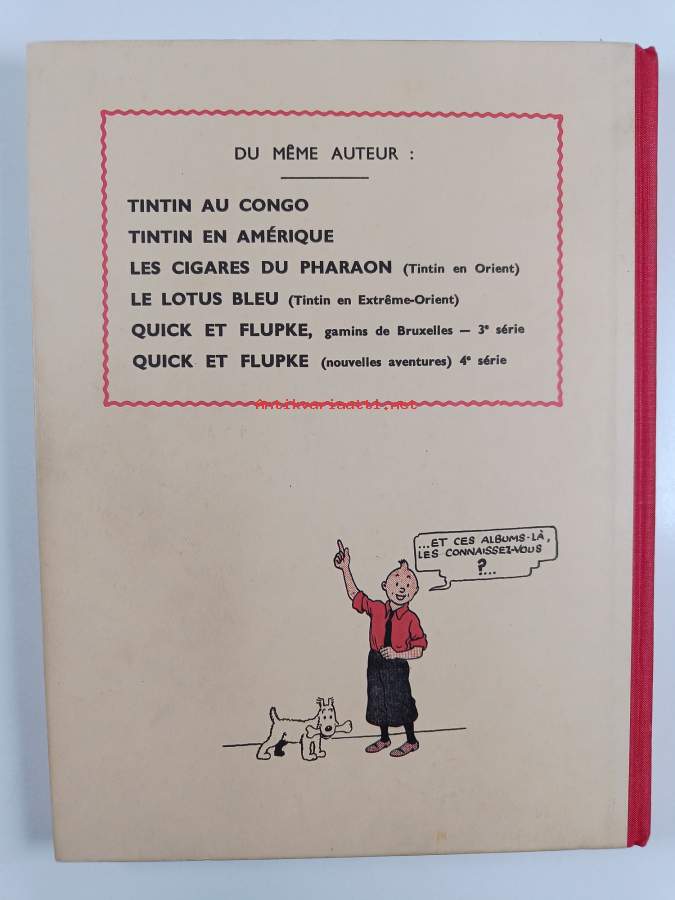 DU MÊME AUTEUR :
TINTIN AU CONGO
TINTIN EN AMÉRIQUE
LES CIGARES DU PHARAON (Tintin en Orient)
LE LOTUS BLEU (Tintin en Extrême-Orient)
QUICK ET FLUPKE, gamins de Bruxelles — 3e série
QUICK ET FLUPKE (nouvelles aventures) 4e série
Antikvariaatti.net
...ET CES ALBUMS-LÀ,
LES CONNAISSEZ-VOUS
?...